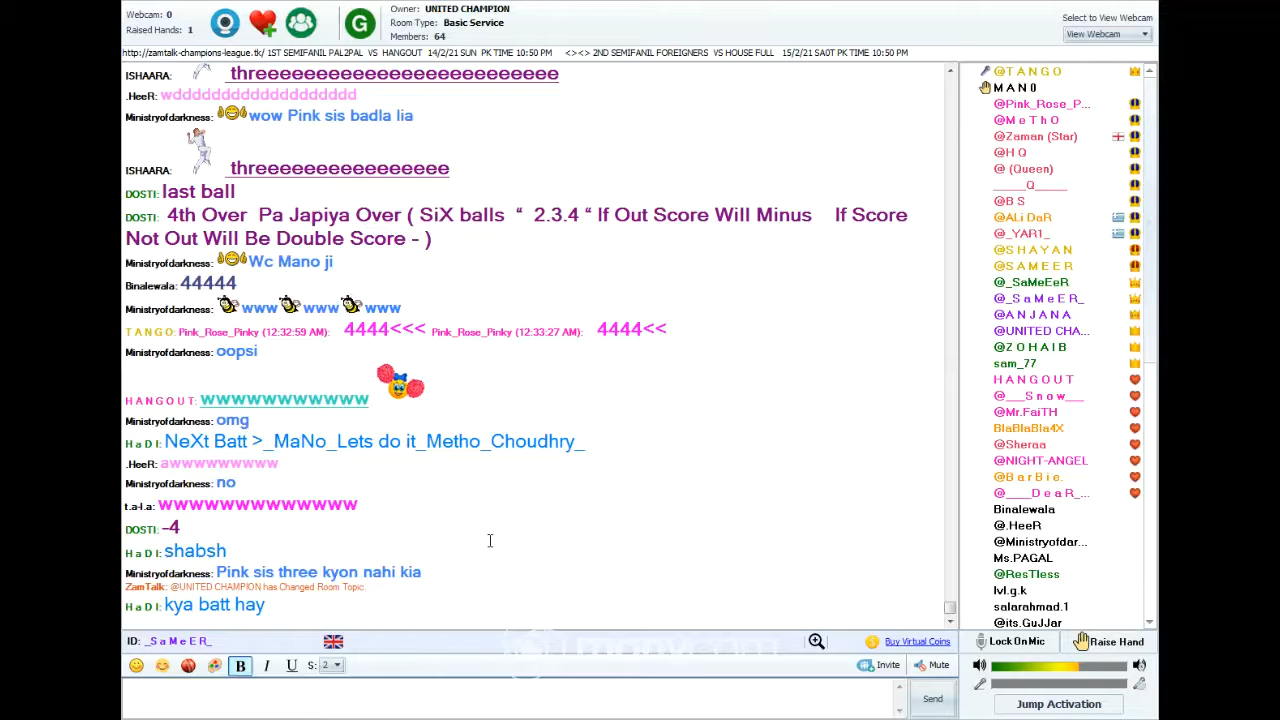 Webcam: 0
Raised Hands: 1
G
Owner: UNITED CHAMPION
Room Type: Basic Service
Members: 64
Select to View Webcam
View Webcam
http://zamtalk-champions-league.tk/ 1ST SEMIFANIL PAL2PAL VS HANGOUT 14/2/21 SUN PK TIME 10:50 PM <><> 2ND SEMIFANIL FOREIGNERS VS HOUSE FULL 15/2/21 SA0T PK TIME 10:50 PM
ISHAARA: threeeeeeeeeeeeeeeeeeeeeeeeee
.HeeR: wdddddddddddddddddd
Ministryofdarkness: wow Pink sis badla lia
ISHAARA: threeeeeeeeeeeeeeeee
DOSTI: last ball
DOSTI: 4th Over Pa Japiya Over ( SiX balls “ 2.3.4 “ If Out Score Will Minus If Score
Not Out Will Be Double Score - )
Ministryofdarkness: Wc Mano ji
Binalewala: 44444
Ministryofdarkness: www www www
T A N G O: Pink_Rose_Pinky (12:32:59 AM): 4444<<< Pink_Rose_Pinky (12:33:27 AM): 4444<<
Ministryofdarkness: oopsi
H A N G O U T: wwwwwwwwwww
Ministryofdarkness: omg
H a D I: NeXt Batt >_MaNo_Lets do it_Metho_Choudhry_
.HeeR: awwwwwwwww
Ministryofdarkness: no
t.a-l.a: wwwwwwwwwwwww
DOSTI: -4
H a D I: shabsh
Ministryofdarkness: Pink sis three kyon nahi kia
ZamTalk: @UNITED CHAMPION has Changed Room Topic.
H a D I: kya batt hay
@T A N G O
M A N 0
@Pink_Rose_P...
@M e T h O
@Zaman (Star)
@H Q
@ (Queen)
_____Q_____
@B S
@ALi DaR
@_YAR1_
@S H A Y A N
@S A M E E R
@_SaMeEeR
@_S a M e E R_
@A N J A N A
@UNITED CHA...
@Z O H A I B
sam_77
H A N G O U T
@___S n o w___
@Mr.FaiTH
BlaBlaBla4X
@Sheraa
@NIGHT-ANGEL
@B a r B i e.
@____D e a R_...
Binalewala
@.HeeR
@Ministryofdar...
Ms.PAGAL
@ResTless
lvl.g.k
salarahmad.1
@its.GuJJar
ID: _S a M e E R_
Buy Virtual Coins
Lock On Mic
Raise Hand
B I U S: 2
Invite
Mute
Send
Jump Activation